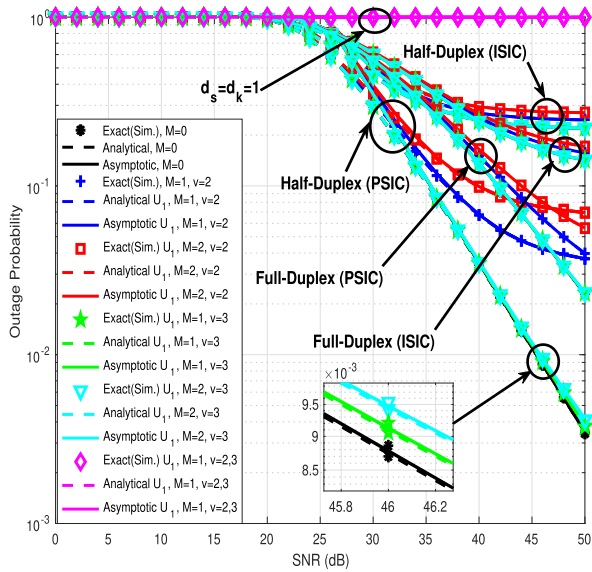 10^0
10^-1
10^-2
10^-3
Outage Probability
0 5 10 15 20 25 30 35 40 45 50
SNR (dB)
d_s=d_k=1
Half-Duplex (ISIC)
Half-Duplex (PSIC)
Full-Duplex (PSIC)
Full-Duplex (ISIC)
Exact(Sim.), M=0
Analytical, M=0
Asymptotic, M=0
Exact(Sim.) U_1, M=1, v=2
Analytical U_1, M=1, v=2
Asymptotic U_1, M=1, v=2
Exact(Sim.) U_1, M=2, v=2
Analytical U_1, M=2, v=2
Asymptotic U_1, M=2, v=2
Exact(Sim.) U_1, M=1, v=3
Analytical U_1, M=1, v=3
Asymptotic U_1, M=1, v=3
Exact(Sim.) U_1, M=2, v=3
Analytical U_1, M=2, v=3
Asymptotic U_1, M=2, v=3
Exact(Sim.) U_1, M=1, v=2,3
Analytical U_1, M=1, v=2,3
Asymptotic U_1, M=1, v=2,3
×10^-3
9.5
9
8.5
45.8 46 46.2